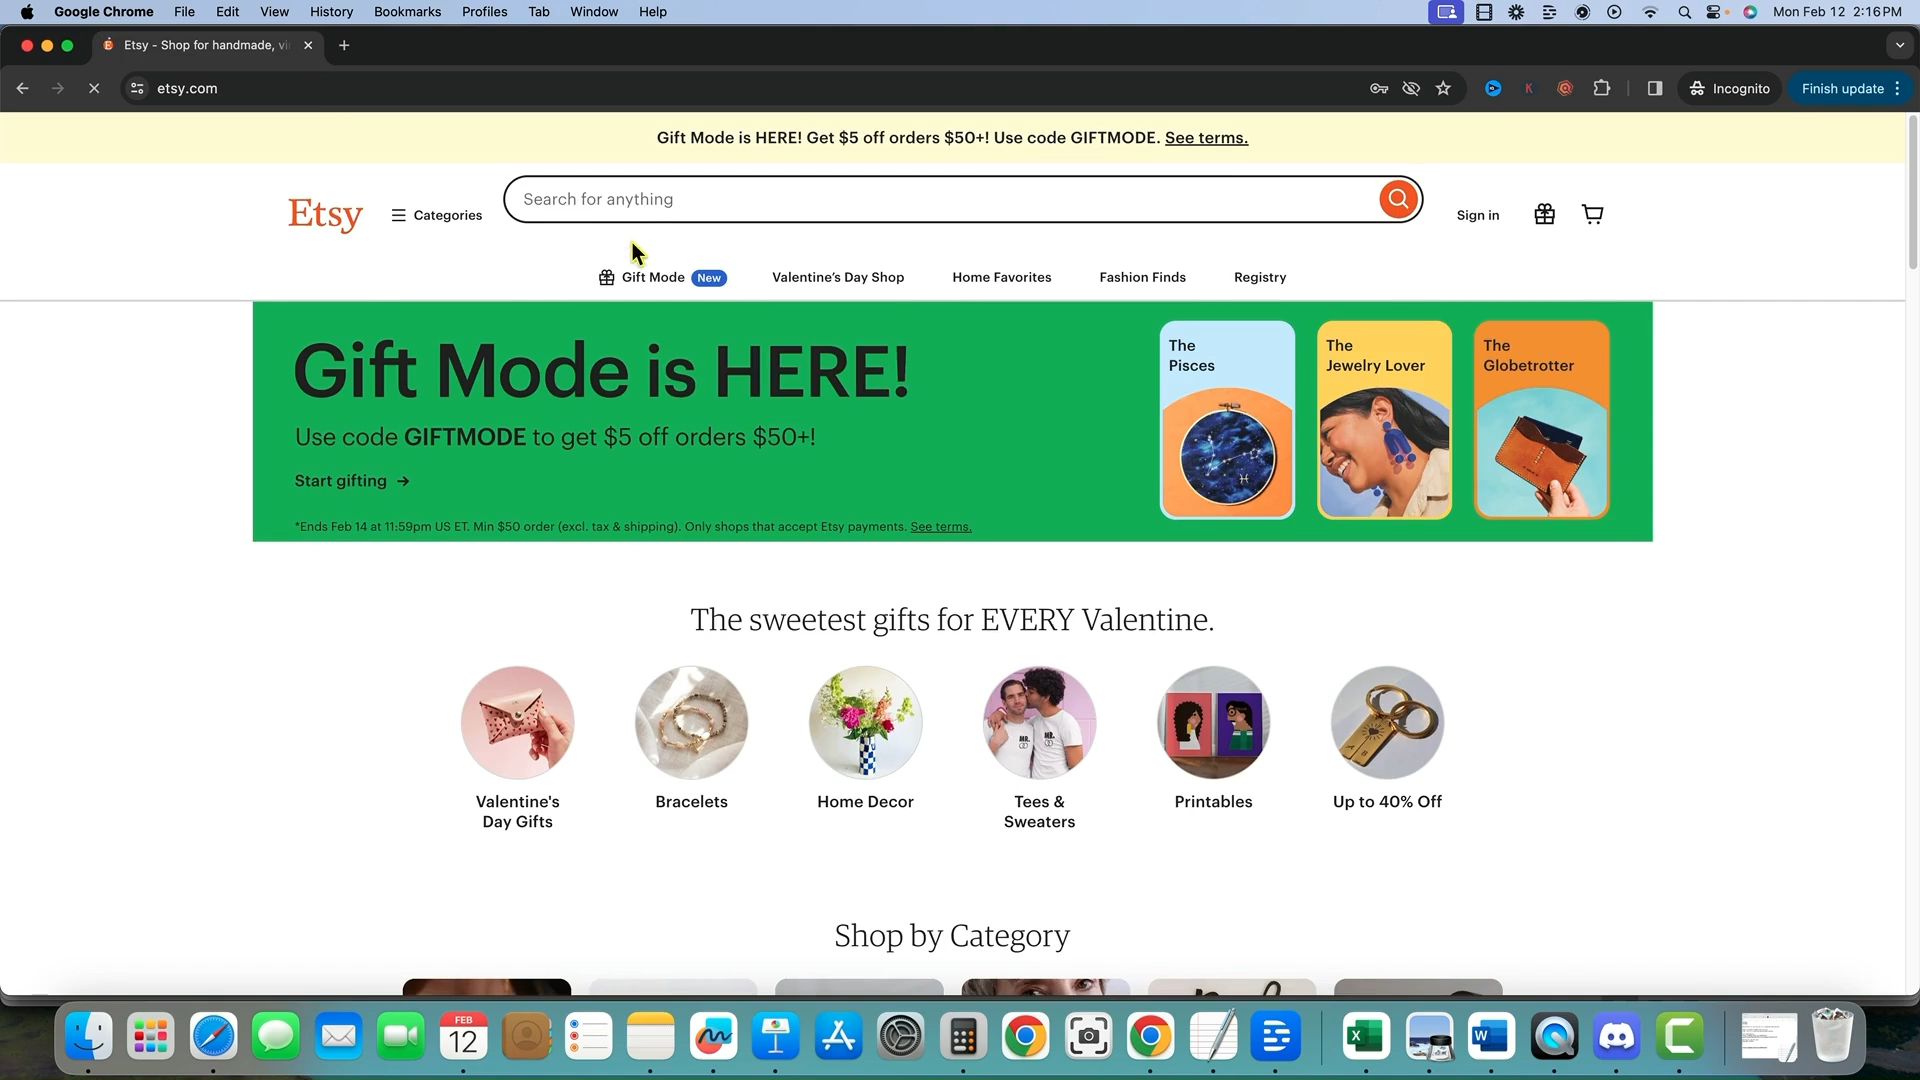 Google Chrome File Edit View History Bookmarks Profiles Tab Window Help Mon Feb 12 2:16 PM
Etsy - Shop for handmade, vi
etsy.com Incognito Finish update
Gift Mode is HERE! Get $5 off orders $50+! Use code GIFTMODE. See terms.
Etsy Categories Search for anything Sign in
Gift Mode New Valentine's Day Shop Home Favorites Fashion Finds Registry
Gift Mode is HERE!
Use code GIFTMODE to get $5 off orders $50+!
Start gifting →
*Ends Feb 14 at 11:59pm US ET. Min $50 order (excl. tax & shipping). Only shops that accept Etsy payments. See terms.
The
Pisces
The
Jewelry Lover
The
Globetrotter
The sweetest gifts for EVERY Valentine.
MR. MR.
Valentine's
Day Gifts
Bracelets
Home Decor
Tees &
Sweaters
Printables
Up to 40% Off
Shop by Category
FEB
12